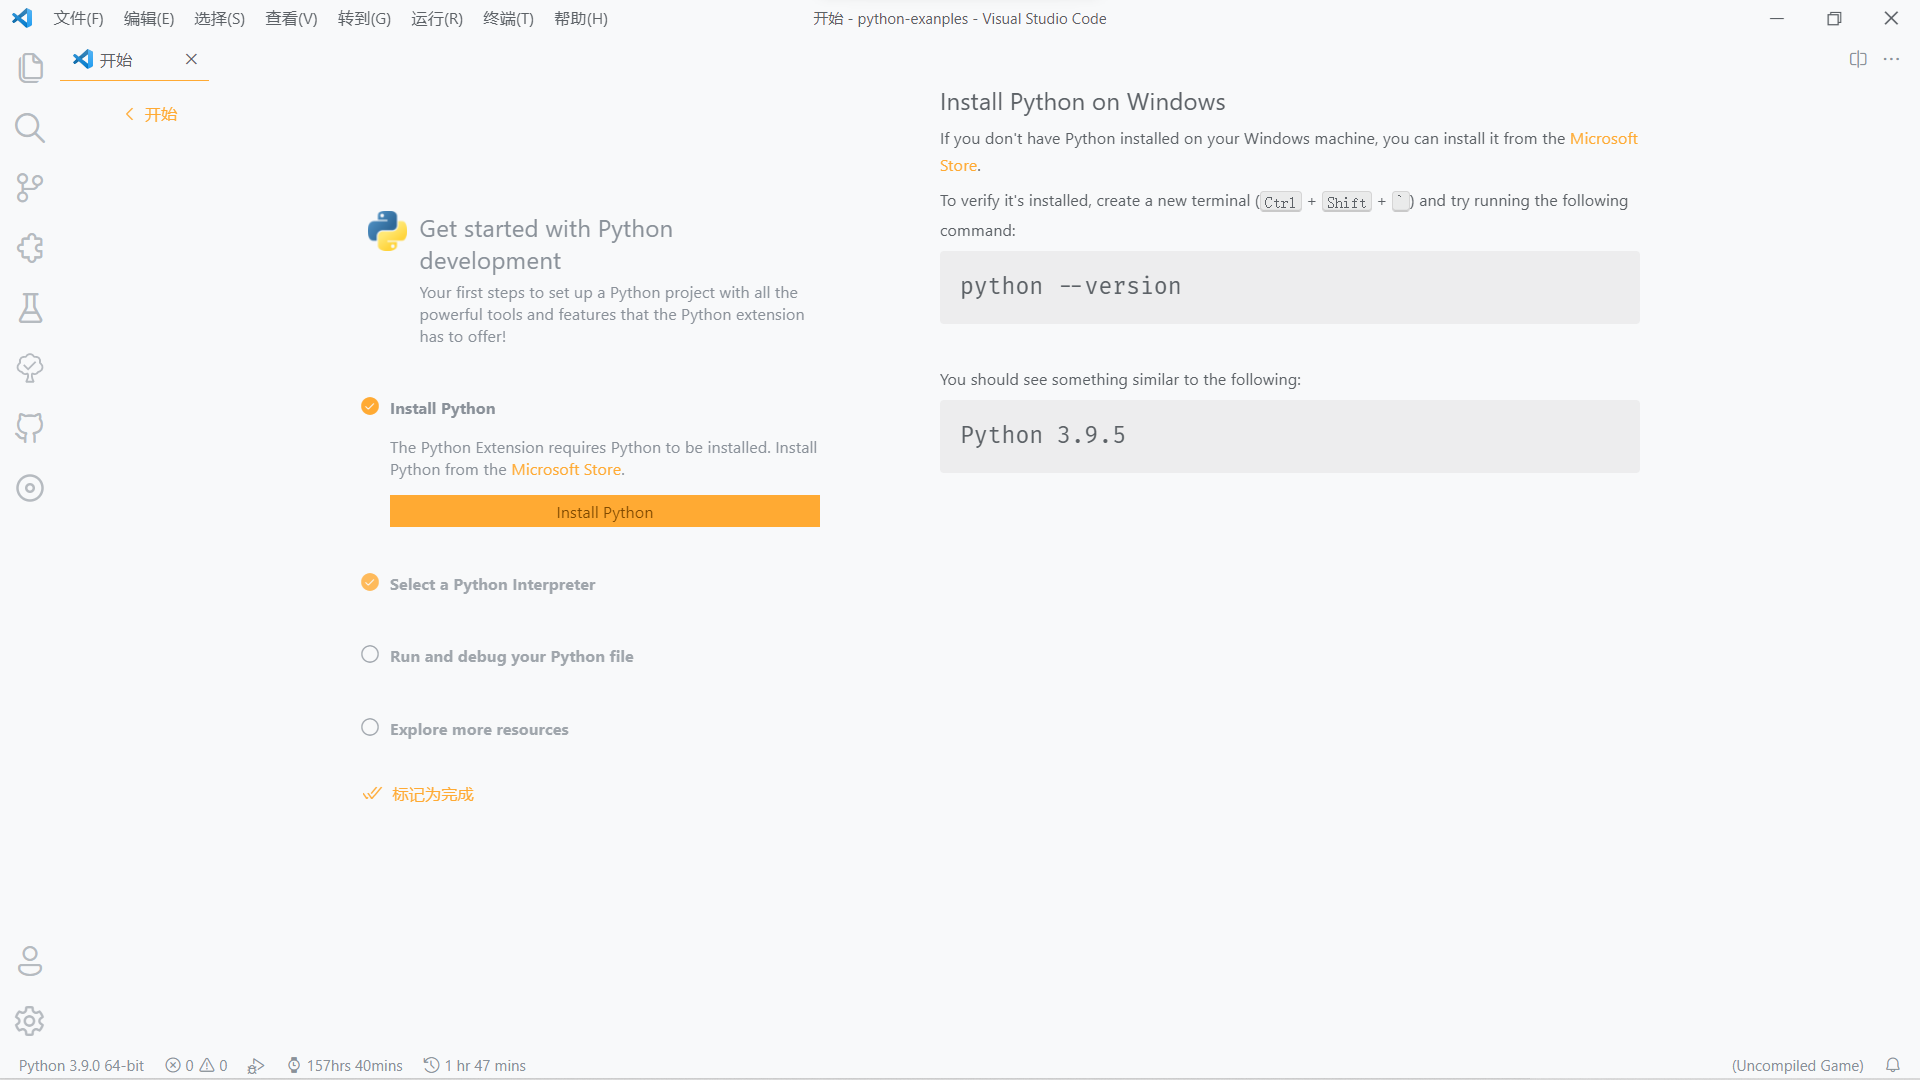 文件(F) 编辑(E) 选择(S) 查看(V) 转到(G) 运行(R) 终端(T) 帮助(H)
开始 - python-exanples - Visual Studio Code
开始
开始
Get started with Python
development
Your first steps to set up a Python project with all the
powerful tools and features that the Python extension
has to offer!
Install Python
The Python Extension requires Python to be installed. Install
Python from the Microsoft Store.
Install Python
Select a Python Interpreter
Run and debug your Python file
Explore more resources
标记为完成
Install Python on Windows
If you don't have Python installed on your Windows machine, you can install it from the Microsoft
Store.
To verify it's installed, create a new terminal (Ctrl + Shift + `) and try running the following
command:
python --version
You should see something similar to the following:
Python 3.9.5
Python 3.9.0 64-bit 0 0 157hrs 40mins 1 hr 47 mins (Uncompiled Game)